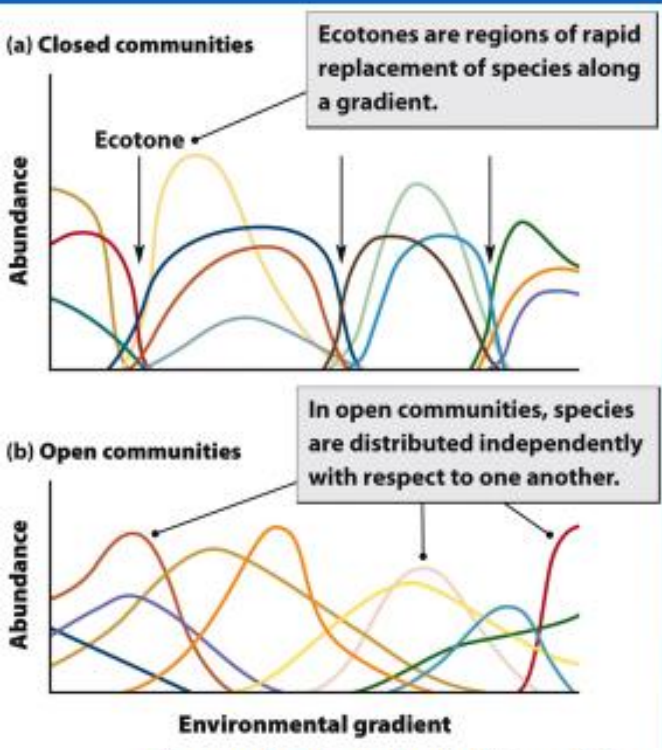 (a) Closed communities
Ecotones are regions of rapid
replacement of species along
a gradient.
Ecotone
Abundance
In open communities, species
are distributed independently
with respect to one another.
(b) Open communities
Abundance
Environmental gradient